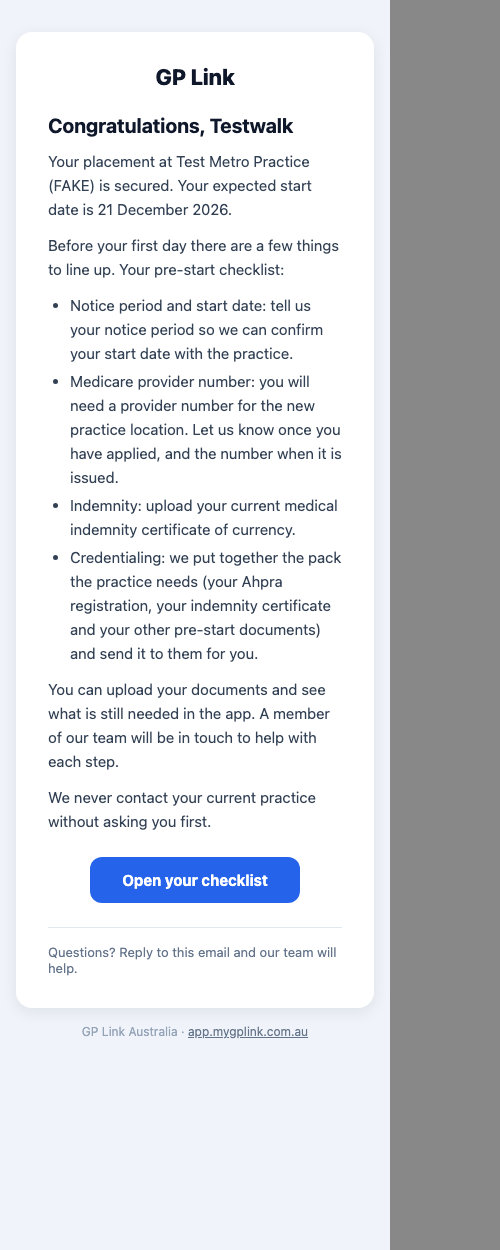 GP Link
Congratulations, Testwalk
Your placement at Test Metro Practice
(FAKE) is secured. Your expected start
date is 21 December 2026.
Before your first day there are a few things
to line up. Your pre-start checklist:
• Notice period and start date: tell us
your notice period so we can confirm
your start date with the practice.
• Medicare provider number: you will
need a provider number for the new
practice location. Let us know once you
have applied, and the number when it is
issued.
• Indemnity: upload your current medical
indemnity certificate of currency.
• Credentialing: we put together the pack
the practice needs (your Ahpra
registration, your indemnity certificate
and your other pre-start documents)
and send it to them for you.
You can upload your documents and see
what is still needed in the app. A member
of our team will be in touch to help with
each step.
We never contact your current practice
without asking you first.
Open your checklist
Questions? Reply to this email and our team will
help.
GP Link Australia · app.mygplink.com.au